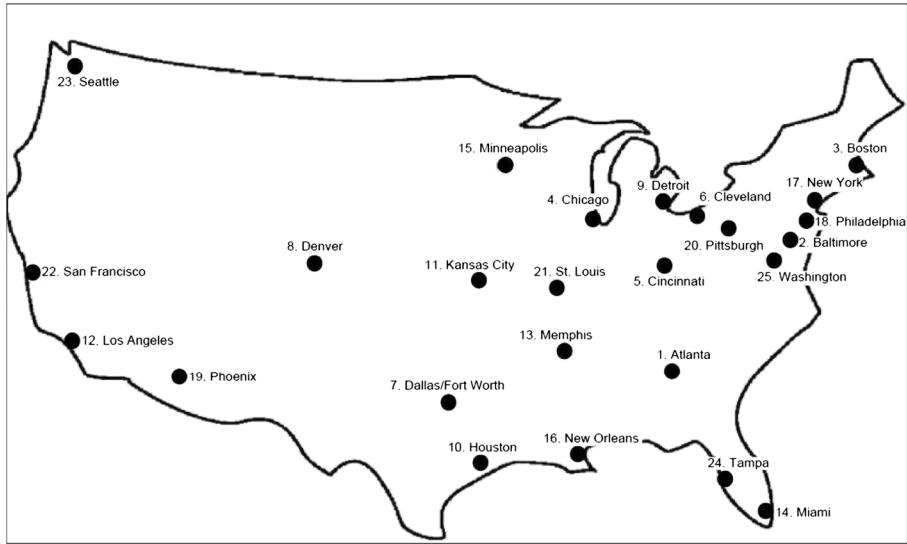 23. Seattle
3. Boston
15. Minneapolis
17. New York
9. Detroit
6. Cleveland
4. Chicago
18. Philadelphia
8. Denver
20. Pittsburgh
2. Baltimore
22. San Francisco
11. Kansas City
21. St. Louis
5. Cincinnati
25. Washington
12. Los Angeles
13. Memphis
1. Atlanta
19. Phoenix
7. Dallas/Fort Worth
16. New Orleans
10. Houston
24. Tampa
14. Miami